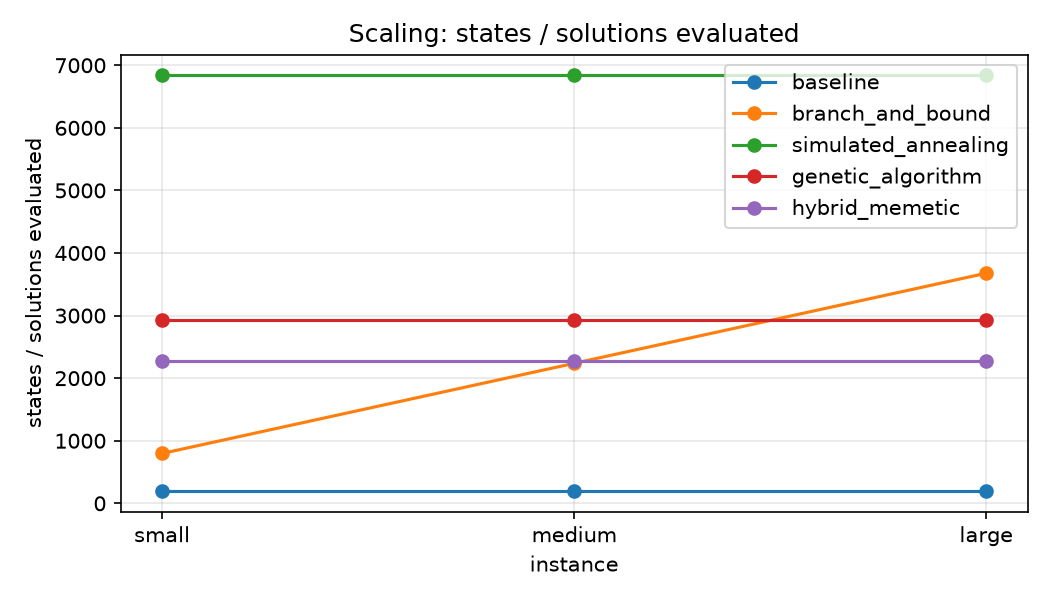 Scaling: states / solutions evaluated
states / solutions evaluated
7000
6000
5000
4000
3000
2000
1000
0
baseline
branch_and_bound
simulated_annealing
genetic_algorithm
hybrid_memetic
small
medium
large
instance